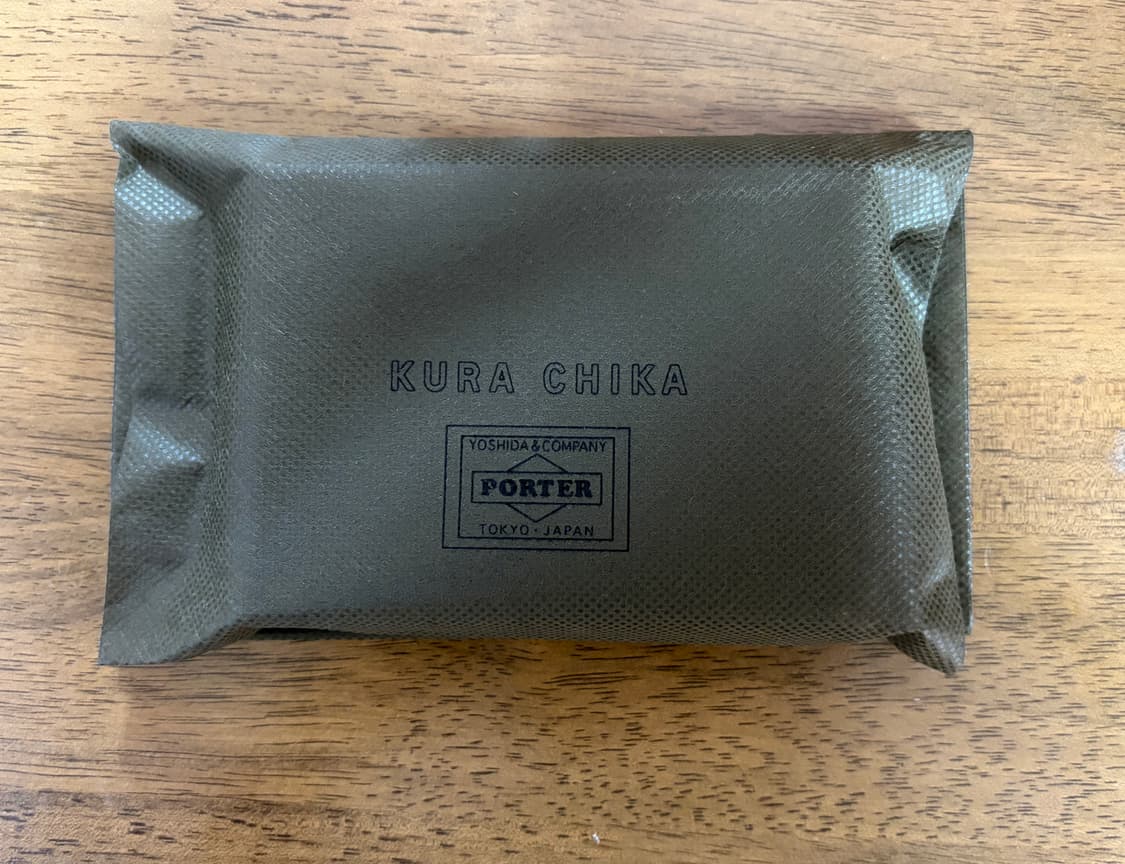 KURA CHIKA
YOSHIDA & COMPANY
PORTER
TOKYO・JAPAN